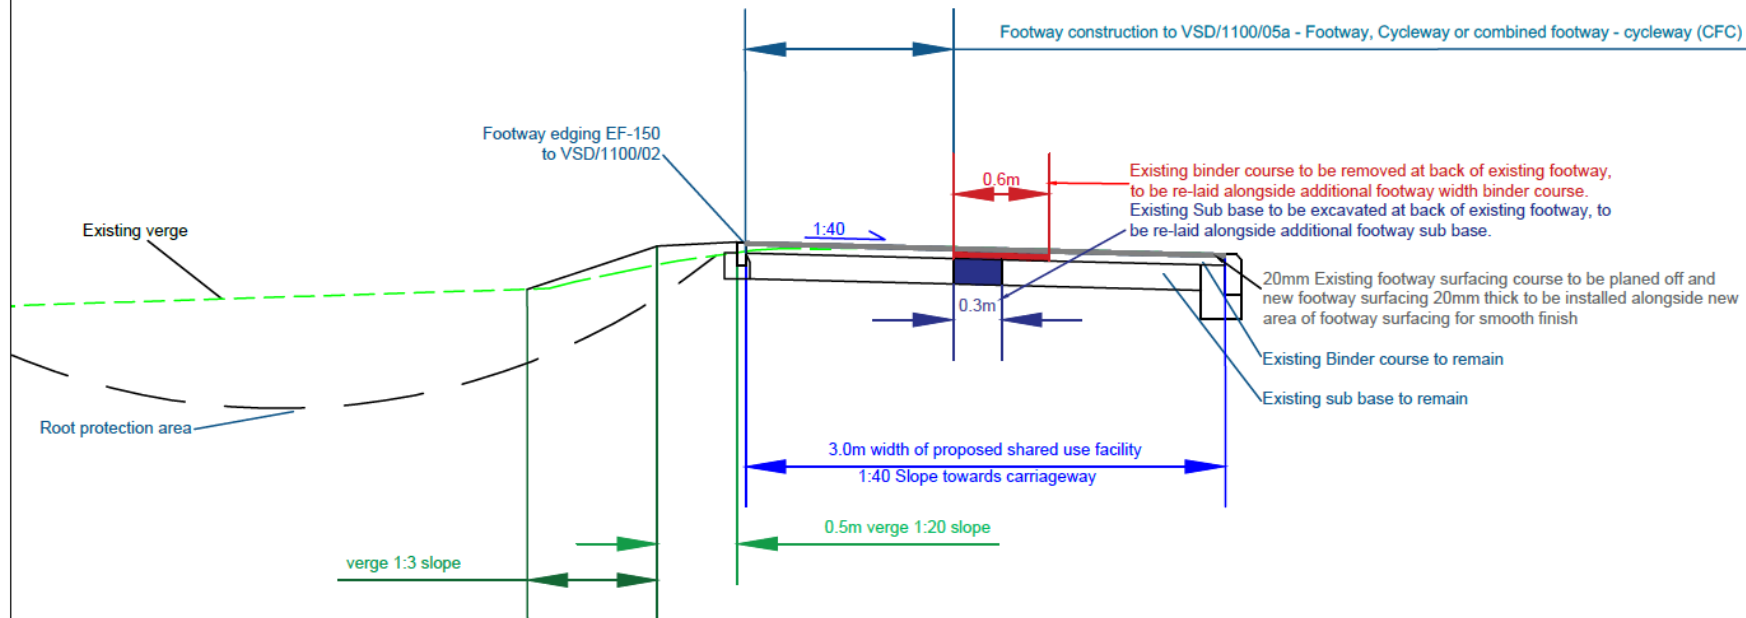 Footway construction to VSD/1100/05a - Footway, Cycleway or combined footway - cycleway (CFC)
Footway edging EF-150
to VSD/1100/02
0.6m
Existing binder course to be removed at back of existing footway,
to be re-laid alongside additional footway width binder course.
Existing Sub base to be excavated at back of existing footway, to
be re-laid alongside additional footway sub base.
Existing verge
1:40
20mm Existing footway surfacing course to be planed off and
new footway surfacing 20mm thick to be installed alongside new
area of footway surfacing for smooth finish
0.3m
Existing Binder course to remain
Existing sub base to remain
Root protection area
3.0m width of proposed shared use facility
1:40 Slope towards carriageway
0.5m verge 1:20 slope
verge 1:3 slope